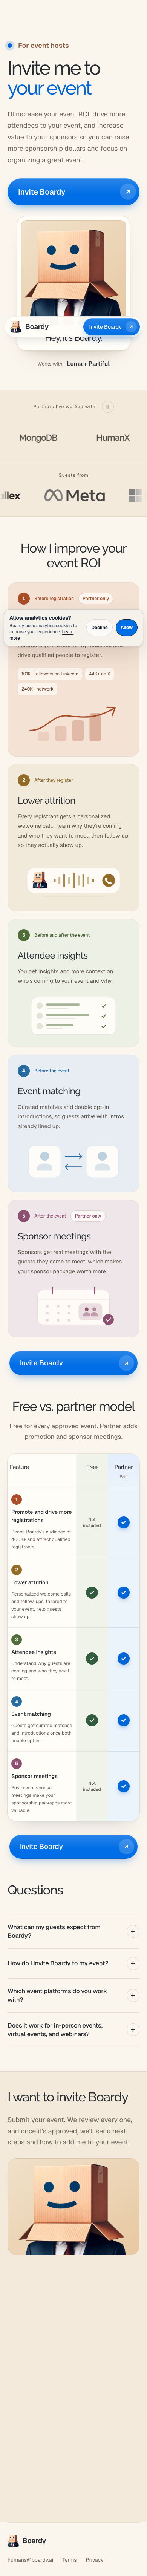 For event hosts
Invite me to
your event
I'll increase your event ROI, drive more
attendees to your event, and increase
value to your sponsors so you can raise
more sponsorship dollars and focus on
organizing a great event.
Invite Boardy
Boardy
Invite Boardy
Hey, it's Boardy.
Works with Luma + Partiful
Partners I've worked with
MongoDB
HumanX
Guests from
Meta
How I improve your
event ROI
1 Before registration Partner only
Allow analytics cookies?
Boardy uses analytics cookies to
improve your experience. Learn
more
Decline
Allow
drive qualified people to register.
101K+ followers on LinkedIn
44K+ on X
240K+ network
2 After they register
Lower attrition
Every registrant gets a personalized
welcome call. I learn why they're coming
and who they want to meet, then follow up
so they actually show up.
3 Before and after the event
Attendee insights
You get insights and more context on
who's coming to your event and why.
4 Before the event
Event matching
Curated matches and double opt-in
introductions, so guests arrive with intros
already lined up.
5 After the event Partner only
Sponsor meetings
Sponsors get real meetings with the
guests they came to meet, which makes
your sponsor package worth more.
Invite Boardy
Free vs. partner model
Free for every approved event. Partner adds
promotion and sponsor meetings.
Feature
Free
Partner
Paid
1
Promote and drive more
registrations
Reach Boardy's audience of
400K+ and attract qualified
registrants.
Not
included
2
Lower attrition
Personalized welcome calls
and follow-ups, tailored to
your event, help guests
show up.
3
Attendee insights
Understand why guests are
coming and who they want
to meet.
4
Event matching
Guests get curated matches
and introductions once both
people opt in.
5
Sponsor meetings
Post-event sponsor
meetings make your
sponsorship packages more
valuable.
Not
included
Invite Boardy
Questions
What can my guests expect from
Boardy?
How do I invite Boardy to my event?
Which event platforms do you work
with?
Does it work for in-person events,
virtual events, and webinars?
I want to invite Boardy
Submit your event. We review every one,
and once it's approved, we'll send next
steps and how to add me to your event.
Boardy
humans@boardy.ai
Terms
Privacy